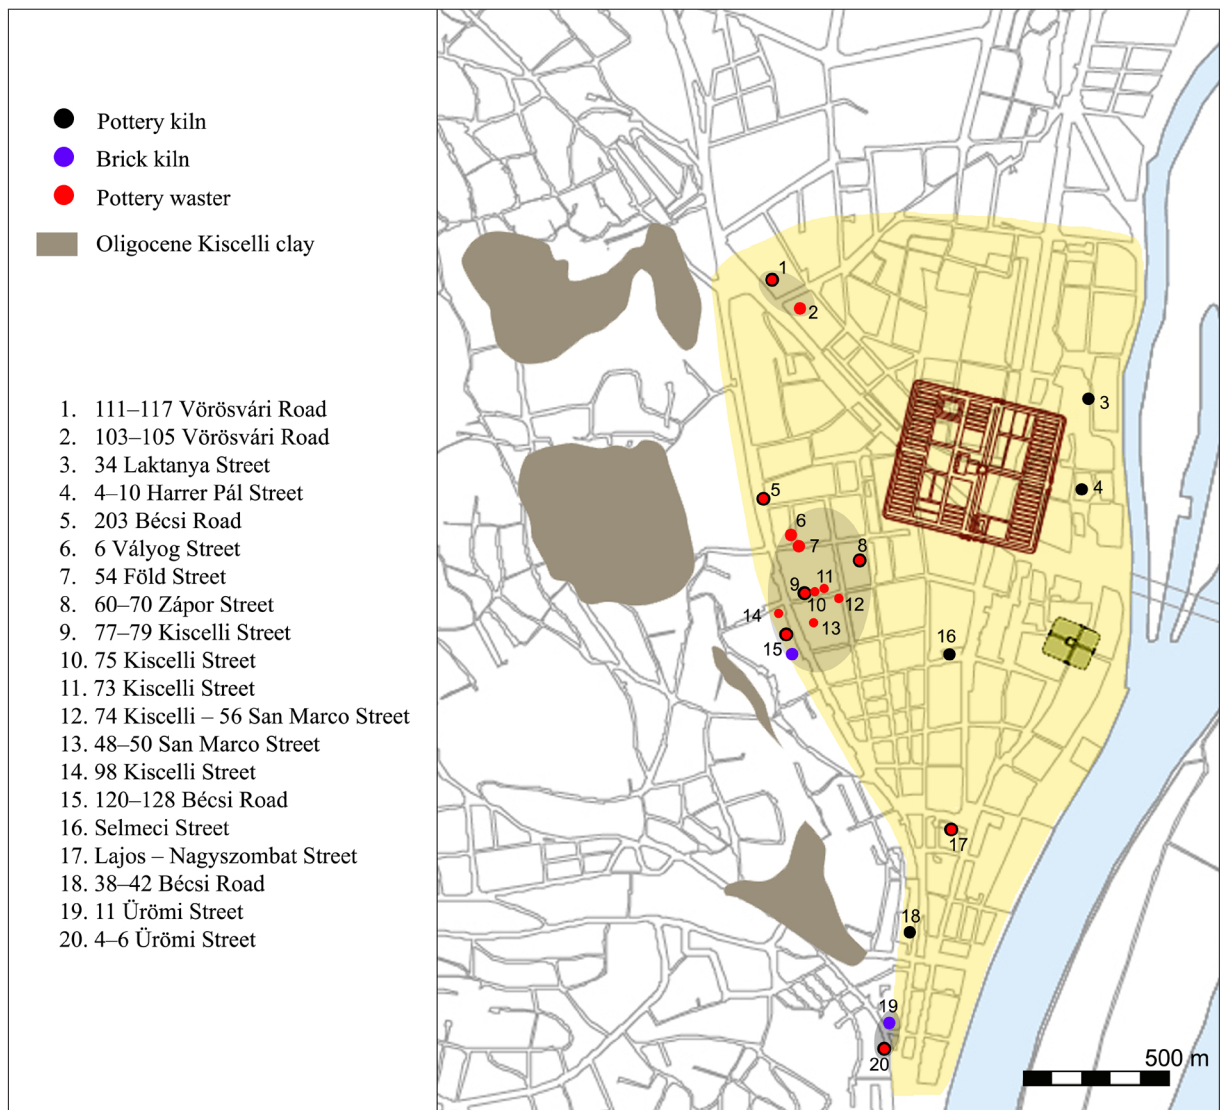 Pottery kiln
Brick kiln
Pottery waster
Oligocene Kiscelli clay
1. 111–117 Vörösvári Road
2. 103–105 Vörösvári Road
3. 34 Laktanya Street
4. 4–10 Harrer Pál Street
5. 203 Bécsi Road
6. 6 Vályog Street
7. 54 Föld Street
8. 60–70 Zápor Street
9. 77–79 Kiscelli Street
10. 75 Kiscelli Street
11. 73 Kiscelli Street
12. 74 Kiscelli – 56 San Marco Street
13. 48–50 San Marco Street
14. 98 Kiscelli Street
15. 120–128 Bécsi Road
16. Selmeci Street
17. Lajos – Nagyszombat Street
18. 38–42 Bécsi Road
19. 11 Ürömi Street
20. 4–6 Ürömi Street
1
2
3
4
5
6
7
8
9
11
10
12
14
13
15
16
17
18
19
20
500 m